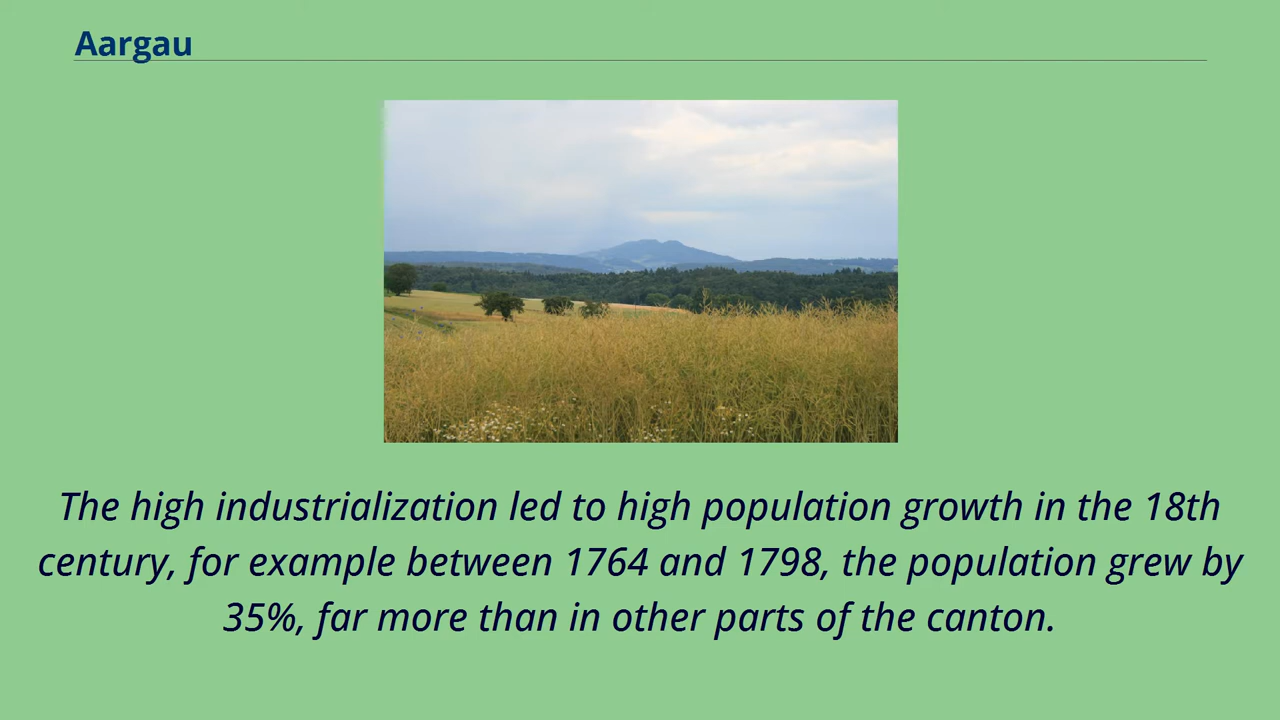 Aargau
The high industrialization led to high population growth in the 18th
century, for example between 1764 and 1798, the population grew by
35%, far more than in other parts of the canton.